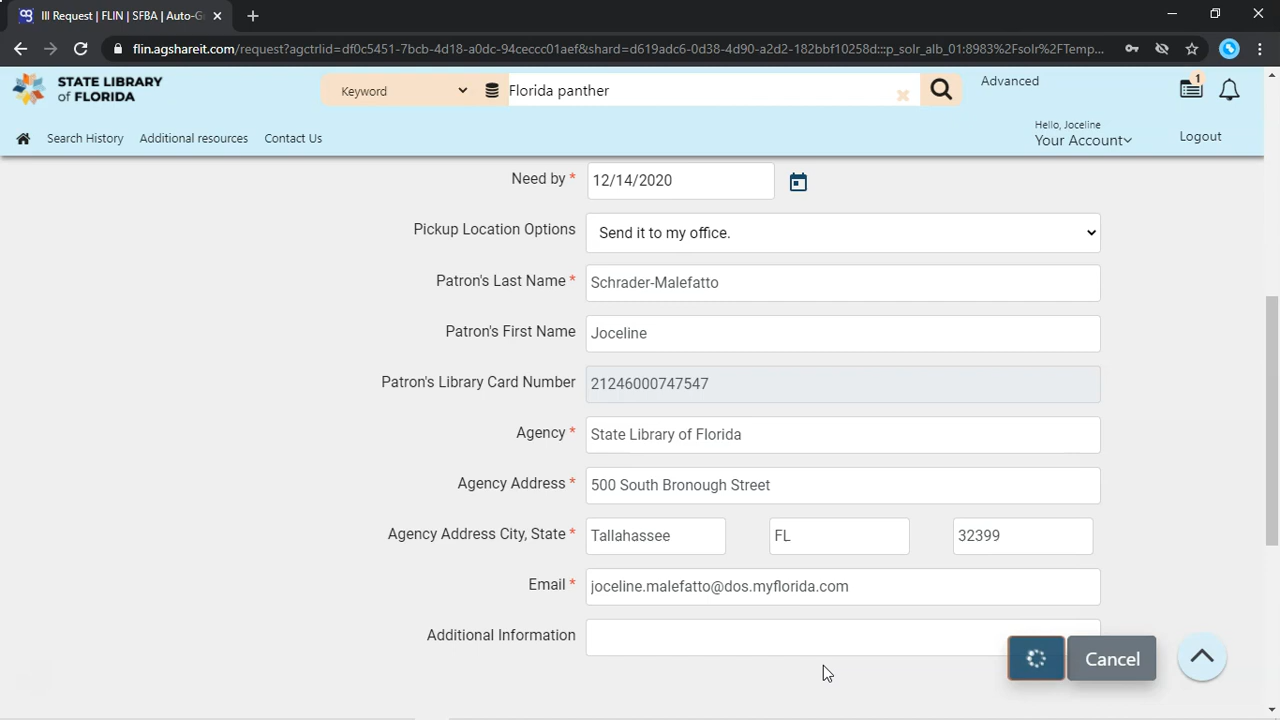 Ill Request | FLIN | SFBA | Auto-Gr
flin.agshareit.com/request?agctrlid=df0c5451-7bcb-4d18-a0dc-94ceccc01aef&shard=d619adc6-0d38-4d90-a2d2-182bbf10258d:::p_solr_alb_01:8983%2Fsolr%2FTemp...
STATE LIBRARY
of FLORIDA
Keyword
Florida panther
Advanced
1
Search History
Additional resources
Contact Us
Hello, Joceline
Your Account
Logout
Need by *
12/14/2020
Pickup Location Options
Send it to my office.
Patron's Last Name *
Schrader-Malefatto
Patron's First Name
Joceline
Patron's Library Card Number
21246000747547
Agency *
State Library of Florida
Agency Address *
500 South Bronough Street
Agency Address City, State *
Tallahassee
FL
32399
Email *
joceline.malefatto@dos.myflorida.com
Additional Information
Cancel